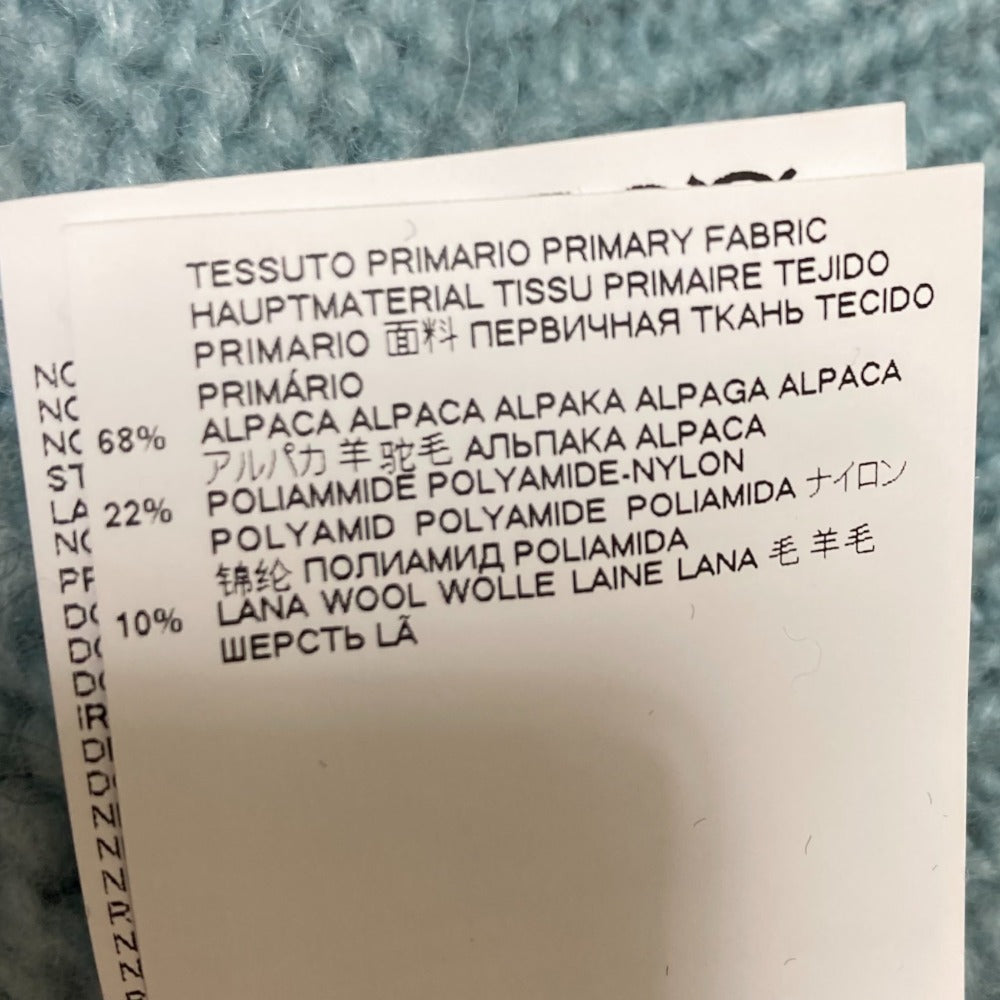 TESSUTO PRIMARIO PRIMARY FABRIC
HAUPTMATERIAL TISSU PRIMAIRE TEJIDO
PRIMARIO 面料 ПЕРВИЧНАЯ ТКАНЬ TECIDO
PRIMÁRIO
68% ALPACA ALPACA ALPAKA ALPAGA ALPACA
アルパカ 羊驼毛 АЛЬПАКА ALPACA
22% POLIAMMIDE POLYAMIDE-NYLON
POLYAMID POLYAMIDE POLIAMIDA ナイロン
锦纶 ПОЛИАМИД POLIAMIDA
10% LANA WOOL WOLLE LAINE LANA 毛 羊毛
ШЕРСТЬ LÃ